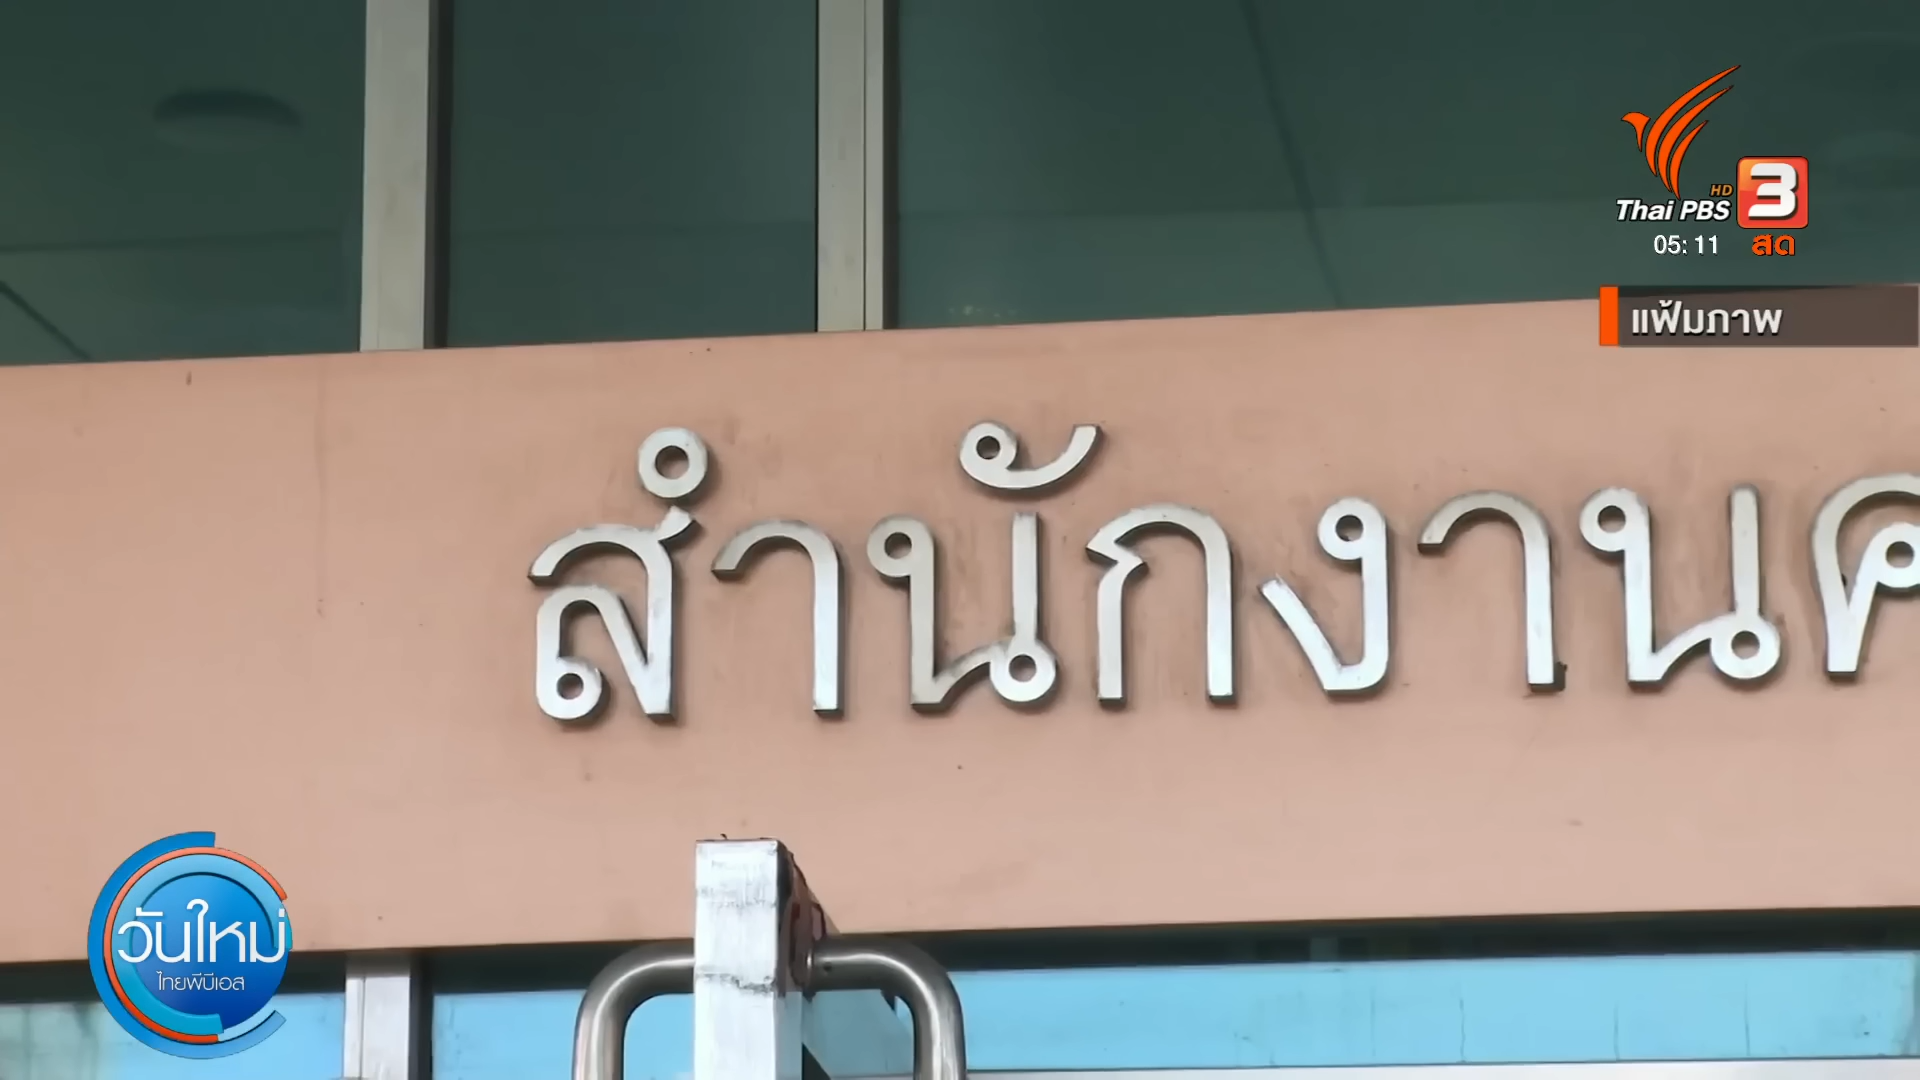 Thai PBS HD 3
05: 11 สด
แฟ้มภาพ
สำนักงานค
วันใหม่
ไทยพีบีเอส